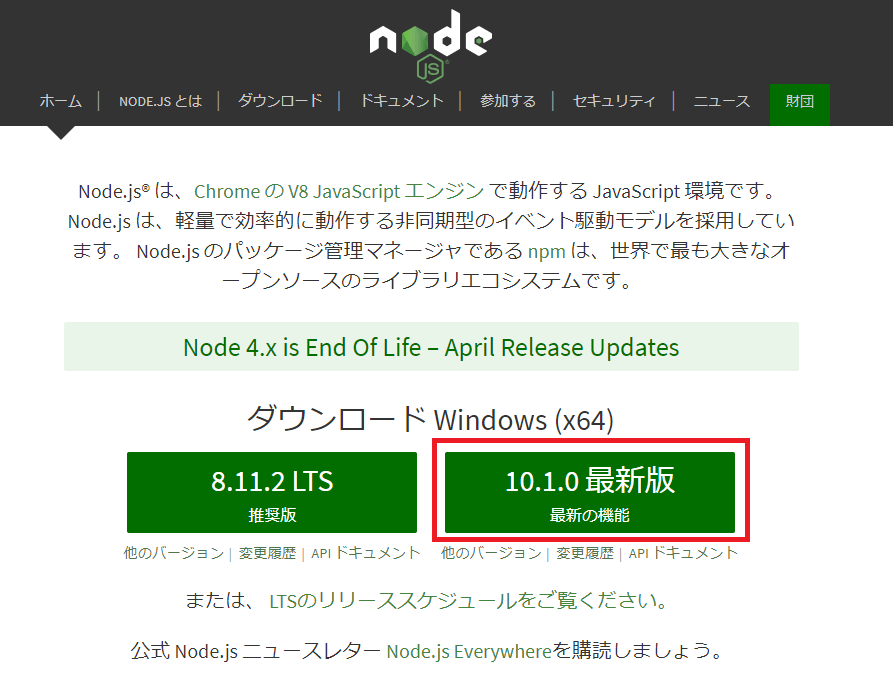 node
JS
ホーム | NODE.JS とは | ダウンロード | ドキュメント | 参加する | セキュリティ | ニュース 財団
Node.js® は、Chrome の V8 JavaScript エンジン で動作する JavaScript 環境です。
Node.js は、軽量で効率的に動作する非同期型のイベント駆動モデルを採用してい
ます。 Node.js のパッケージ管理マネージャである npm は、世界で最も大きなオ
ープンソースのライブラリエコシステムです。
Node 4.x is End Of Life – April Release Updates
ダウンロード Windows (x64)
8.11.2 LTS
推奨版
10.1.0 最新版
最新の機能
他のバージョン | 変更履歴 | API ドキュメント
他のバージョン | 変更履歴 | API ドキュメント
または、 LTSのリリーススケジュールをご覧ください。
公式 Node.js ニュースレター Node.js Everywhereを購読しましょう。